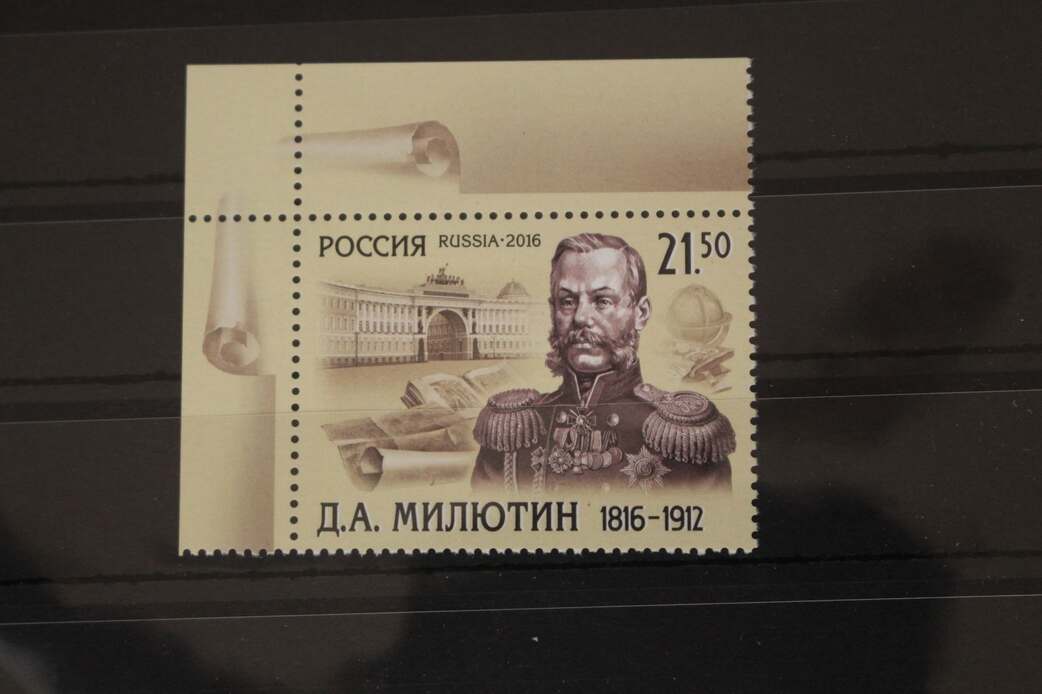 РОССИЯ RUSSIA·2016 21.50
Д.А. МИЛЮТИН 1816-1912